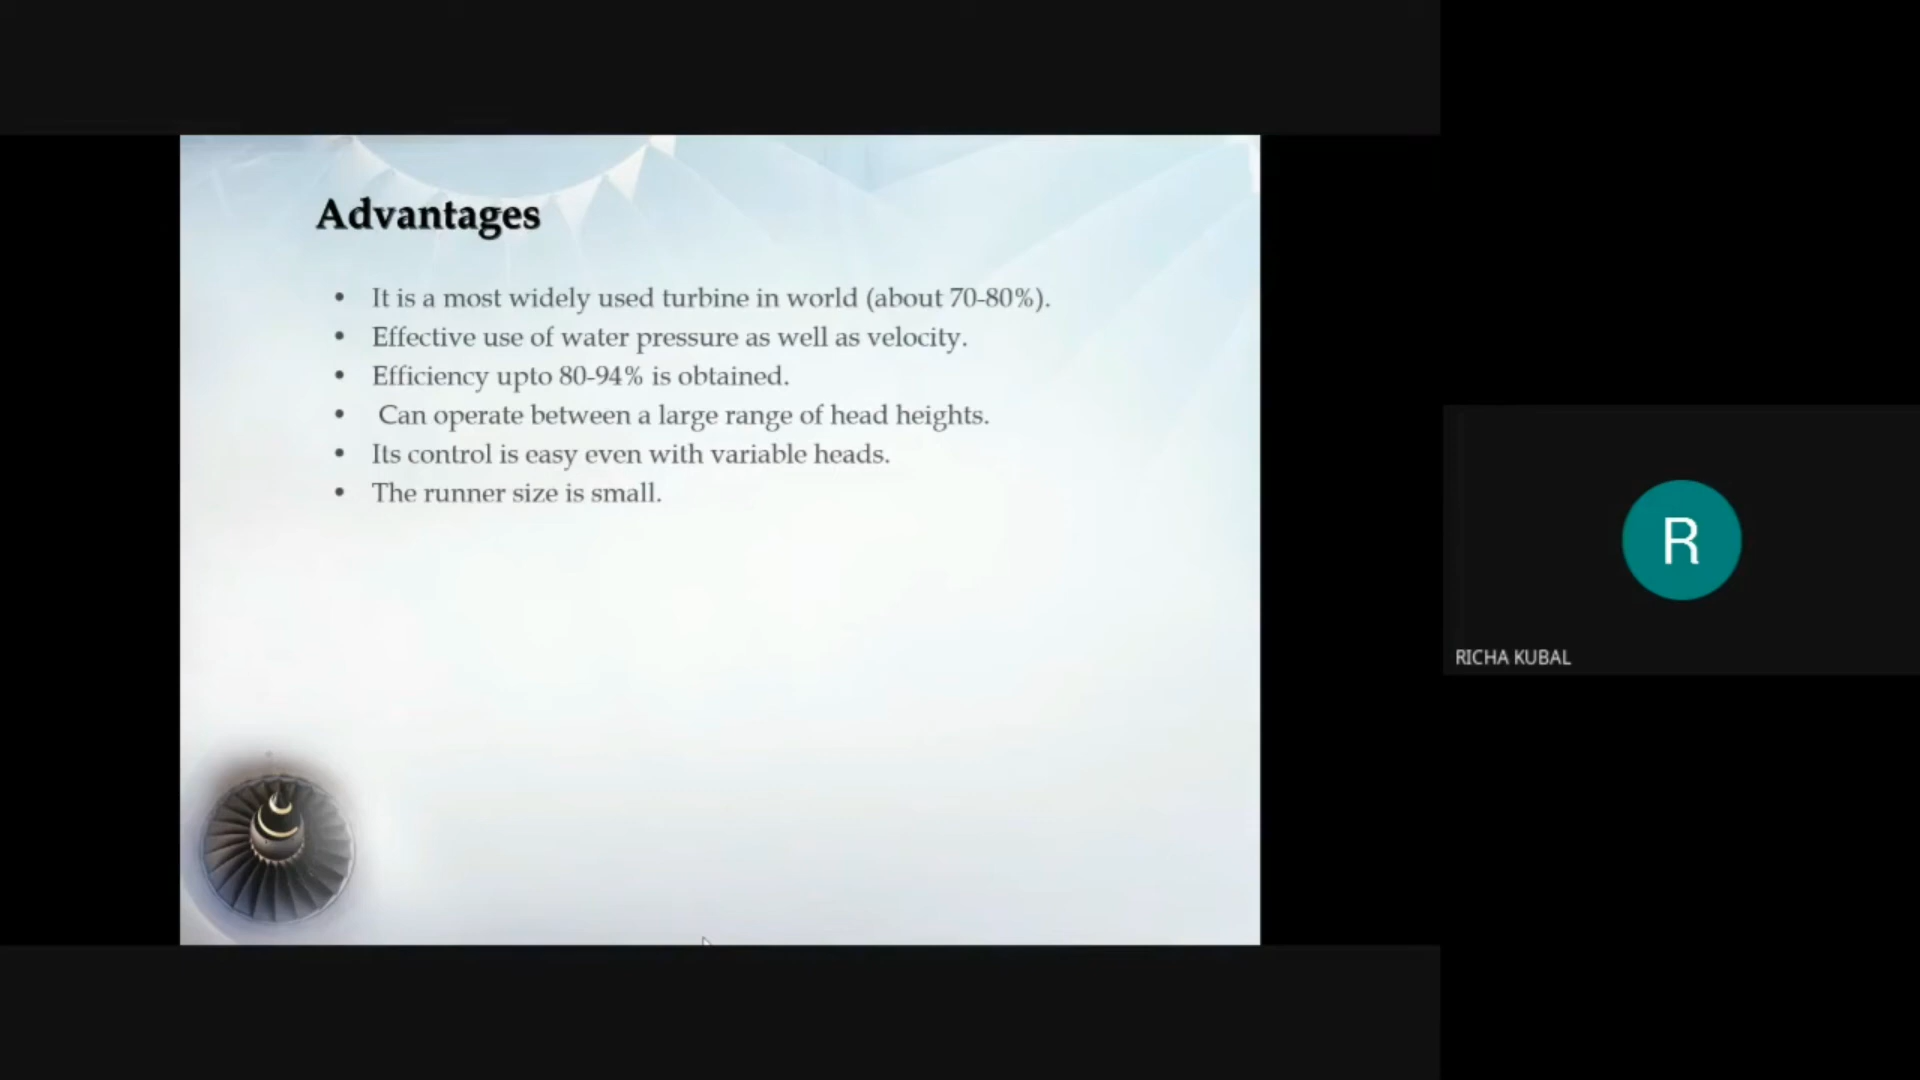 Advantages
• It is a most widely used turbine in world (about 70-80%).
• Effective use of water pressure as well as velocity.
• Efficiency upto 80-94% is obtained.
• Can operate between a large range of head heights.
• Its control is easy even with variable heads.
• The runner size is small.
R
RICHA KUBAL